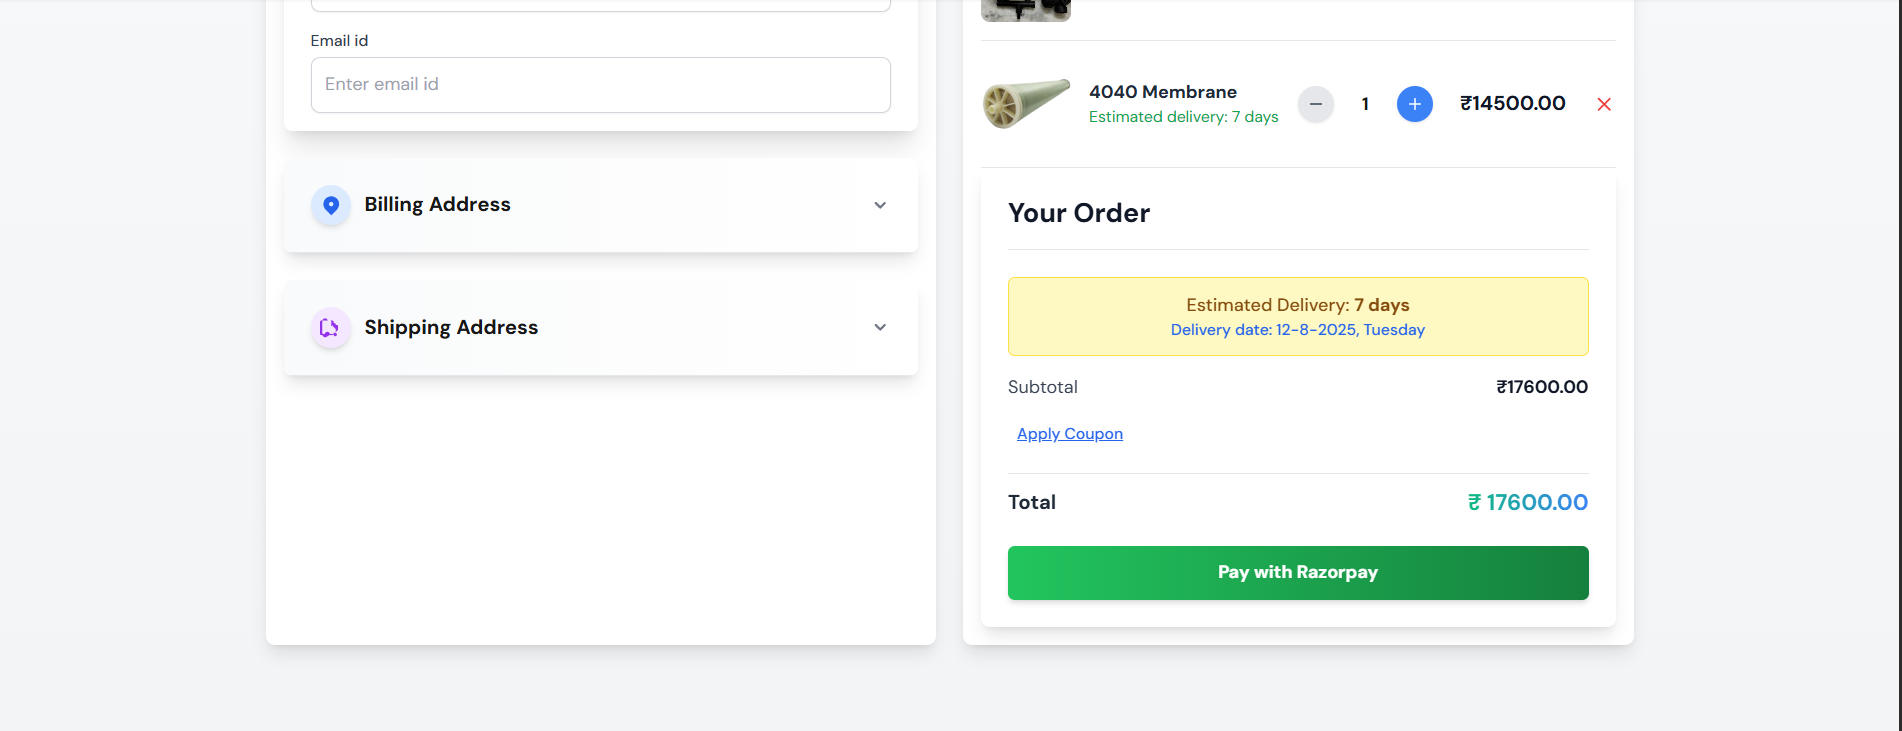 Email id
Enter email id
Billing Address
Shipping Address
4040 Membrane
Estimated delivery: 7 days
1
₹14500.00
Your Order
Estimated Delivery: 7 days
Delivery date: 12-8-2025, Tuesday
Subtotal
₹17600.00
Apply Coupon
Total
₹ 17600.00
Pay with Razorpay